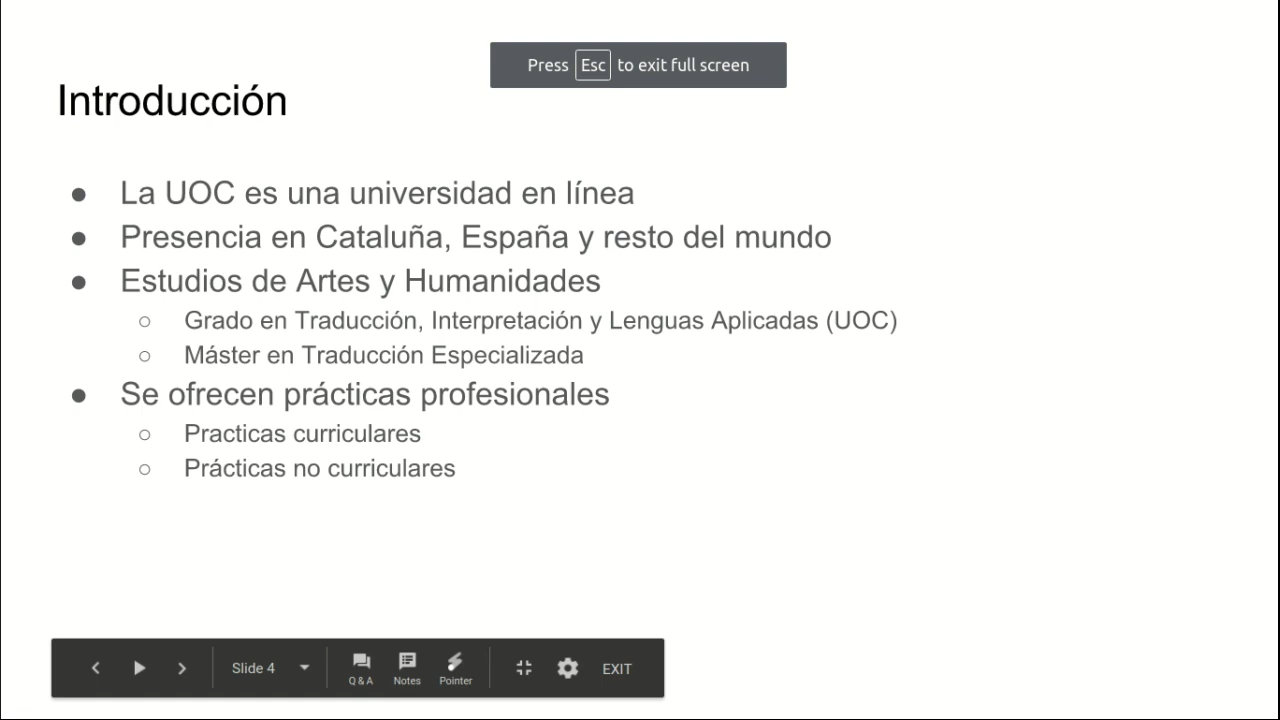 Press Esc to exit full screen
Introducción
● La UOC es una universidad en línea
● Presencia en Cataluña, España y resto del mundo
● Estudios de Artes y Humanidades
○ Grado en Traducción, Interpretación y Lenguas Aplicadas (UOC)
○ Máster en Traducción Especializada
● Se ofrecen prácticas profesionales
○ Practicas curriculares
○ Prácticas no curriculares
Slide 4 Q & A Notes Pointer EXIT